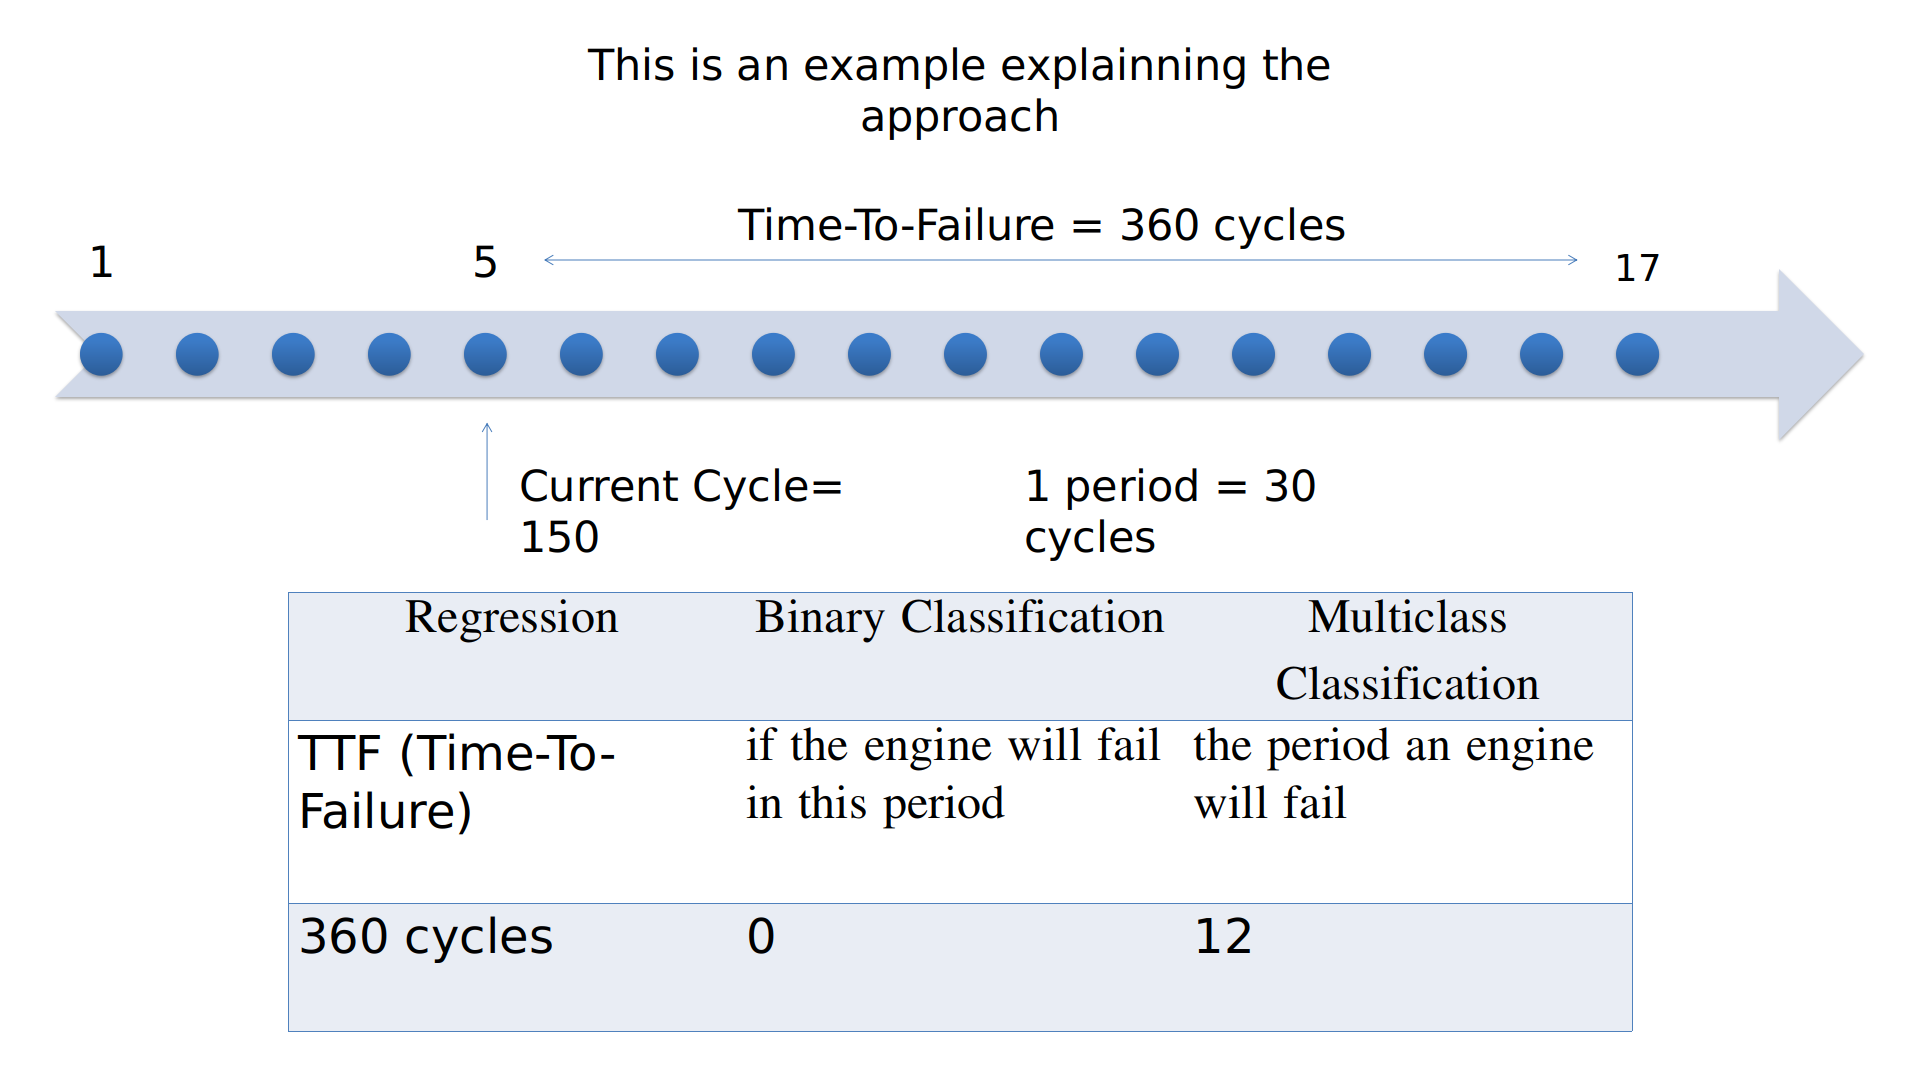 This is an example explainning the
approach
Time-To-Failure = 360 cycles
1
5
17
Current Cycle=
150
1 period = 30
cycles
Regression
Binary Classification
Multiclass
Classification
TTF (Time-To-
Failure)
if the engine will fail
in this period
the period an engine
will fail
360 cycles
0
12